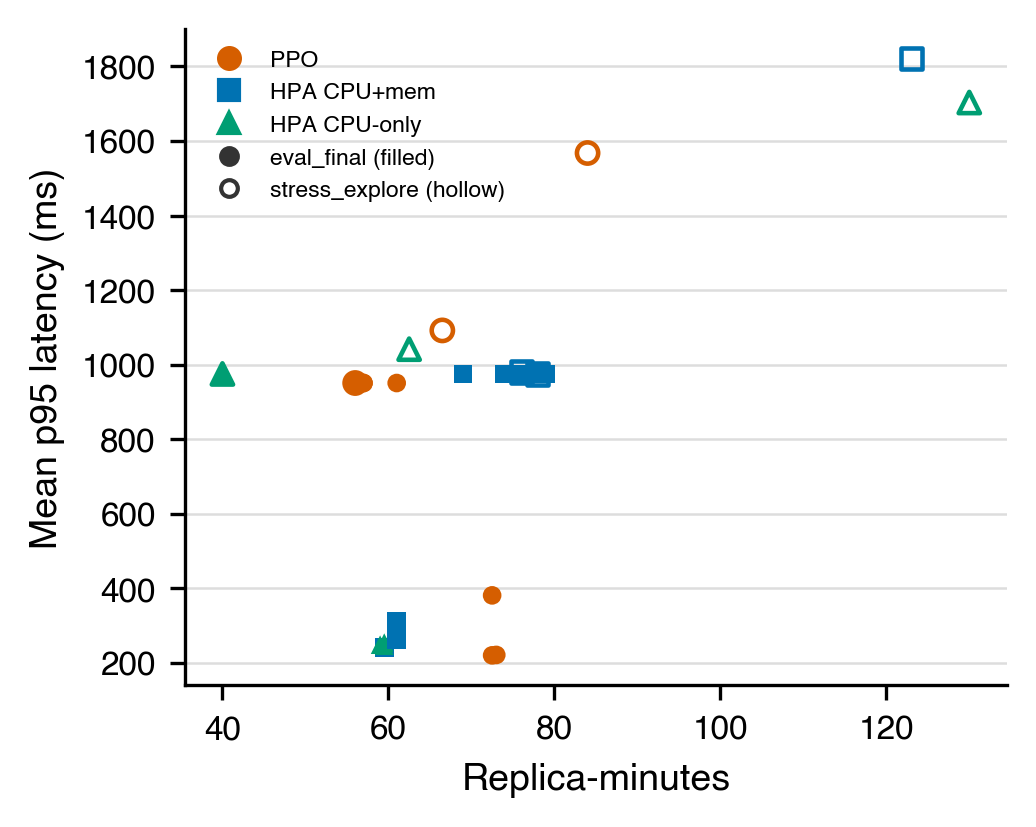 PPO
HPA CPU+mem
HPA CPU-only
eval_final (filled)
stress_explore (hollow)
Mean p95 latency (ms)
1800
1600
1400
1200
1000
800
600
400
200
40 60 80 100 120
Replica-minutes